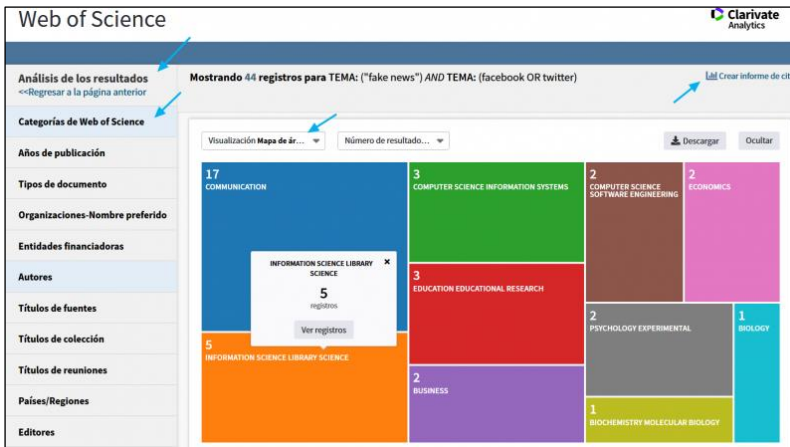 Web of Science
Clarivate
Analytics
Análisis de los resultados
<<Regresar a la página anterior
Mostrando 44 registros para TEMA: ("fake news") AND TEMA: (facebook OR twitter)
Crear informe de cit
Categorías de Web of Science
Años de publicación
Tipos de documento
Organizaciones-Nombre preferido
Entidades financiadoras
Autores
Títulos de fuentes
Títulos de colección
Títulos de reuniones
Países/Regiones
Editores
Visualización Mapa de ár...
Número de resultado...
Descargar
Ocultar
17
COMMUNICATION
INFORMATION SCIENCE LIBRARY
SCIENCE
5
registros
Ver registros
5
INFORMATION SCIENCE LIBRARY SCIENCE
3
COMPUTER SCIENCE INFORMATION SYSTEMS
3
EDUCATION EDUCATIONAL RESEARCH
2
BUSINESS
2
COMPUTER SCIENCE
SOFTWARE ENGINEERING
2
ECONOMICS
2
PSYCHOLOGY EXPERIMENTAL
1
BIOLOGY
1
BIOCHEMISTRY MOLECULAR BIOLOGY